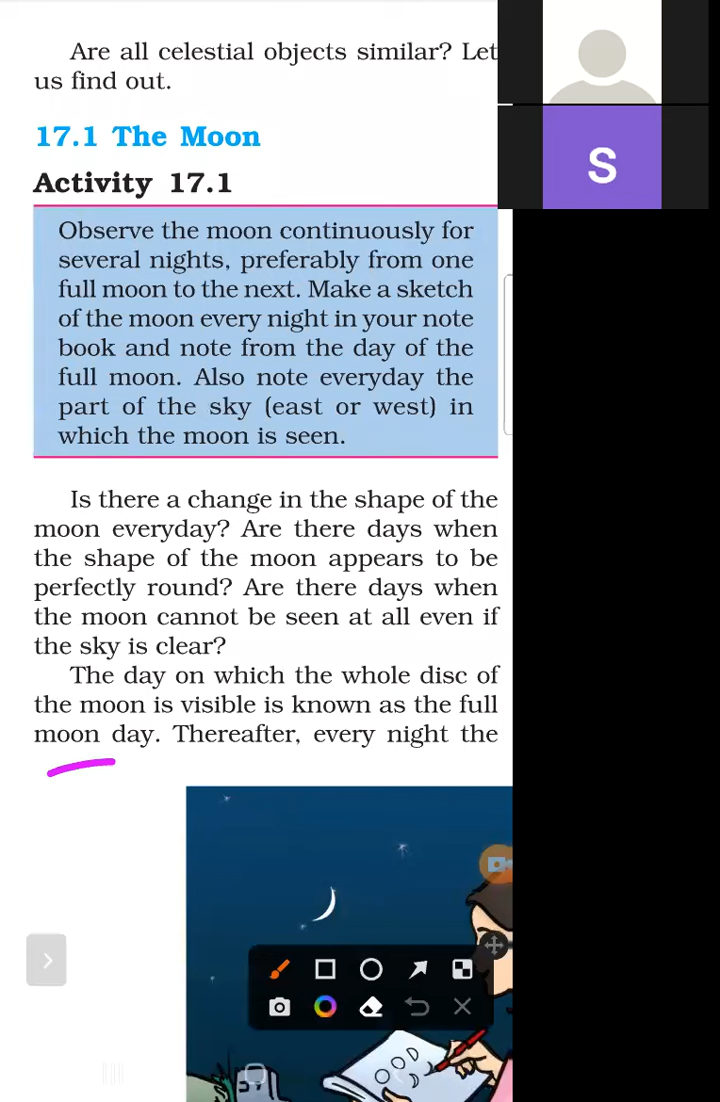 Are all celestial objects similar? Let
us find out.
17.1 The Moon
Activity 17.1
Observe the moon continuously for
several nights, preferably from one
full moon to the next. Make a sketch
of the moon every night in your note
book and note from the day of the
full moon. Also note everyday the
part of the sky (east or west) in
which the moon is seen.
Is there a change in the shape of the
moon everyday? Are there days when
the shape of the moon appears to be
perfectly round? Are there days when
the moon cannot be seen at all even if
the sky is clear?
The day on which the whole disc of
the moon is visible is known as the full
moon day. Thereafter, every night the
S